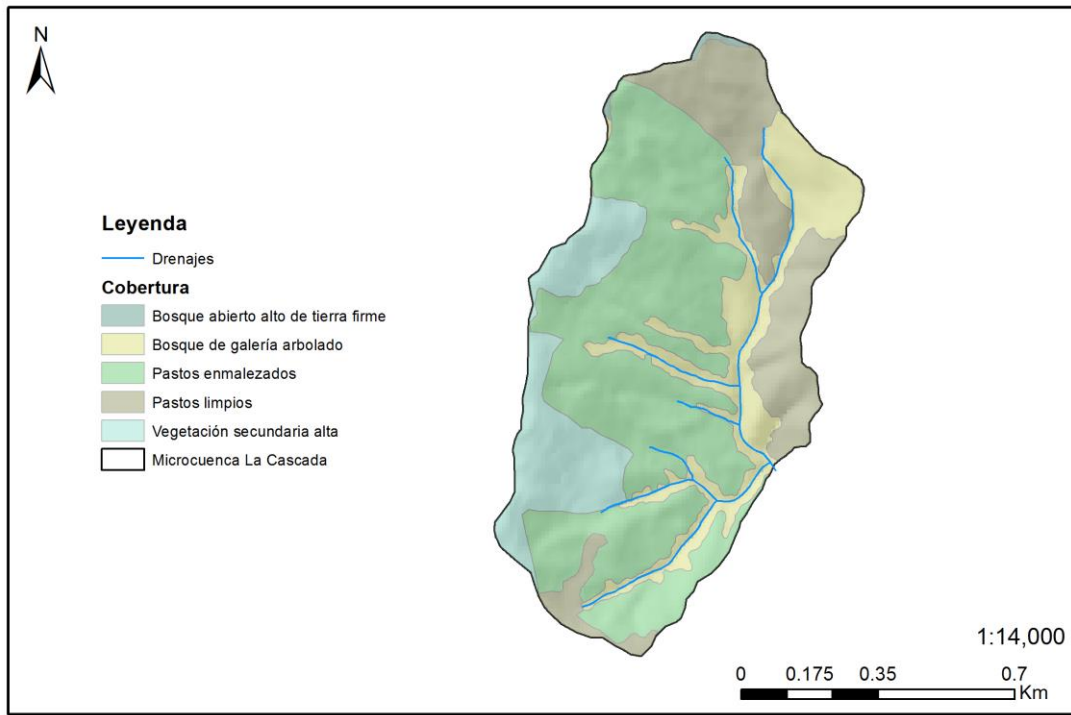 N
Leyenda
Drenajes
Cobertura
Bosque abierto alto de tierra firme
Bosque de galería arbolado
Pastos enmalezados
Pastos limpios
Vegetación secundaria alta
Microcuenca La Cascada
1:14,000
0 0.175 0.35 0.7
Km